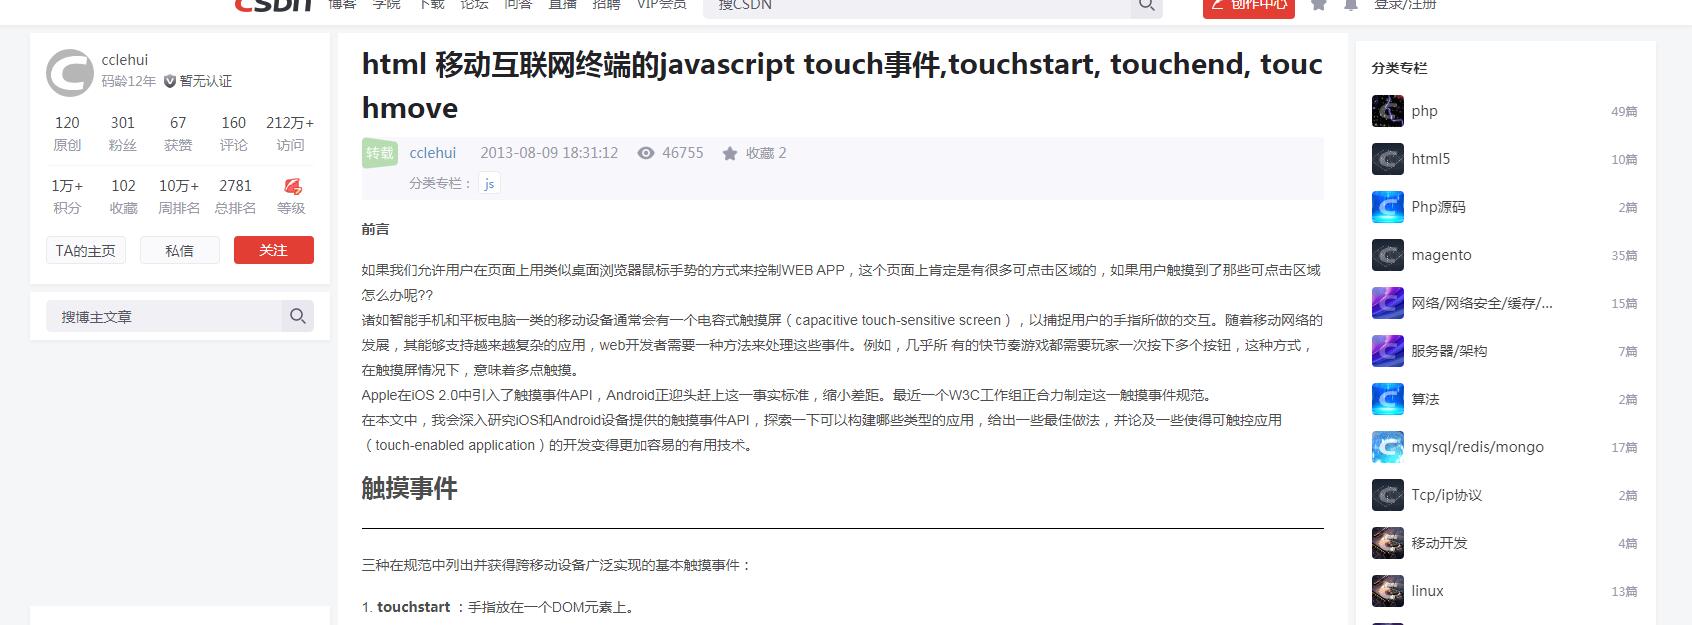 CSDN 博客 学院 下载 论坛 问答 直播 招聘 VIP会员 搜CSDN 创作中心 登录/注册
cclehui
码龄12年 暂无认证
120 301 67 160 212万+
原创 粉丝 获赞 评论 访问
1万+ 102 10万+ 2781
积分 收藏 周排名 总排名 等级
TA的主页 私信 关注
搜博主文章
html 移动互联网终端的javascript touch事件,touchstart, touchend, touc
hmove
转载 cclehui 2013-08-09 18:31:12 46755 收藏 2
分类专栏： js
前言
如果我们允许用户在页面上用类似桌面浏览器鼠标手势的方式来控制WEB APP，这个页面上肯定是有很多可点击区域的，如果用户触摸到了那些可点击区域
怎么办呢??
诸如智能手机和平板电脑一类的移动设备通常会有一个电容式触摸屏（capacitive touch-sensitive screen），以捕捉用户的手指所做的交互。随着移动网络的
发展，其能够支持越来越复杂的应用，web开发者需要一种方法来处理这些事件。例如，几乎所 有的快节奏游戏都需要玩家一次按下多个按钮，这种方式，
在触摸屏情况下，意味着多点触摸。
Apple在iOS 2.0中引入了触摸事件API，Android正迎头赶上这一事实标准，缩小差距。最近一个W3C工作组正合力制定这一触摸事件规范。
在本文中，我会深入研究iOS和Android设备提供的触摸事件API，探索一下可以构建哪些类型的应用，给出一些最佳做法，并论及一些使得可触控应用
（touch-enabled application）的开发变得更加容易的有用技术。
触摸事件
三种在规范中列出并获得跨移动设备广泛实现的基本触摸事件：
1. touchstart ：手指放在一个DOM元素上。
分类专栏
php 49篇
html5 10篇
Php源码 2篇
magento 35篇
网络/网络安全/缓存/... 15篇
服务器/架构 7篇
算法 2篇
mysql/redis/mongo 17篇
Tcp/ip协议 2篇
移动开发 4篇
linux 13篇